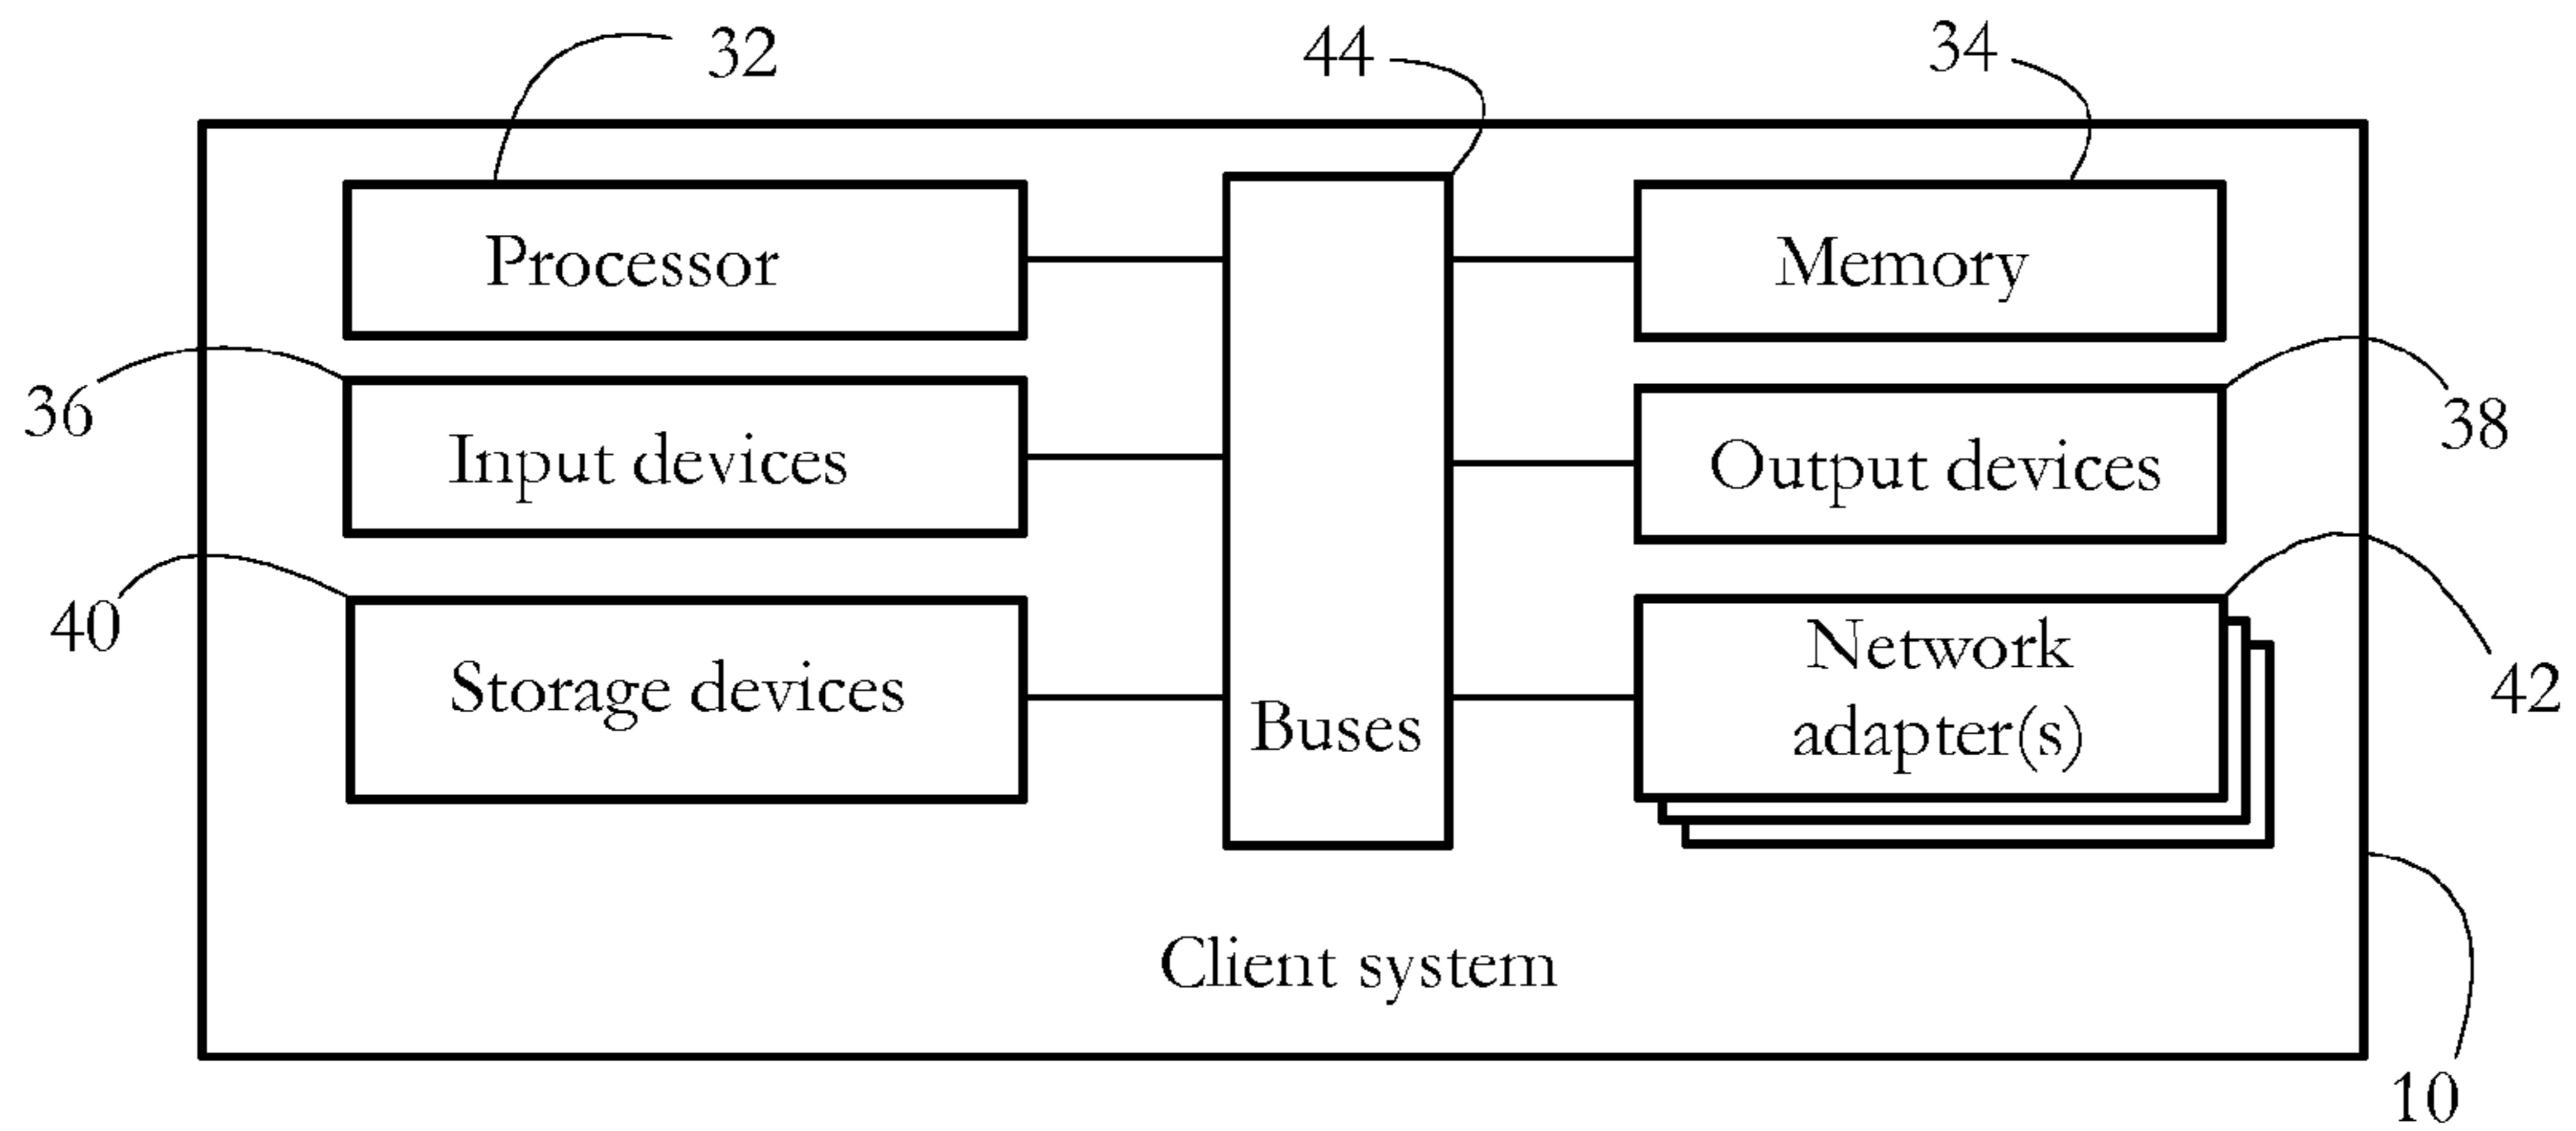 32
44
34
Processor
Memory
36
Input devices
Output devices
38
40
Storage devices
Buses
Network
adapter(s)
42
Client system
10